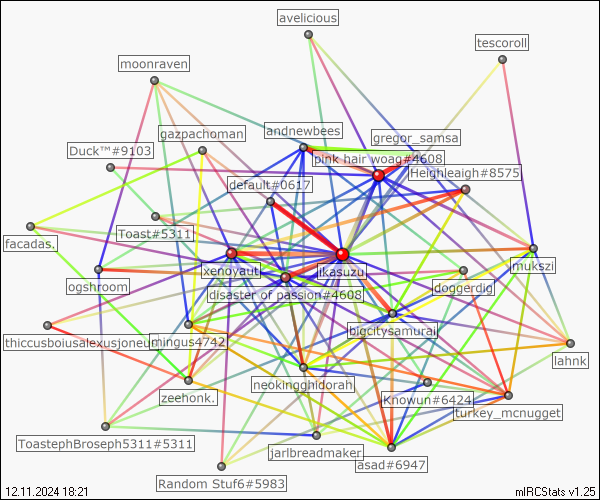 avelicious
tescoroll
moonraven
andnewbees
gregor_samsa
gazpachoman
Duck™#9103
pink hair woag#4608
Heighleaigh#8575
default#0617
facadas.
Toast#5311
xenoyaut
ikasuzu
mukszi
ogshroom
disaster of passion#4608
doggerdig
thiccusboiusalexusjoneu
mingus4742
bigcitysamurai
lahnk
zeehonk.
neokingghidorah
iKnowun#6424
turkey_mcnugget
ToastephBroseph5311#5311
jarlbreadmaker
asad#6947
Random Stuf6#5983
12.11.2024 18:21
mIRCStats v1.25